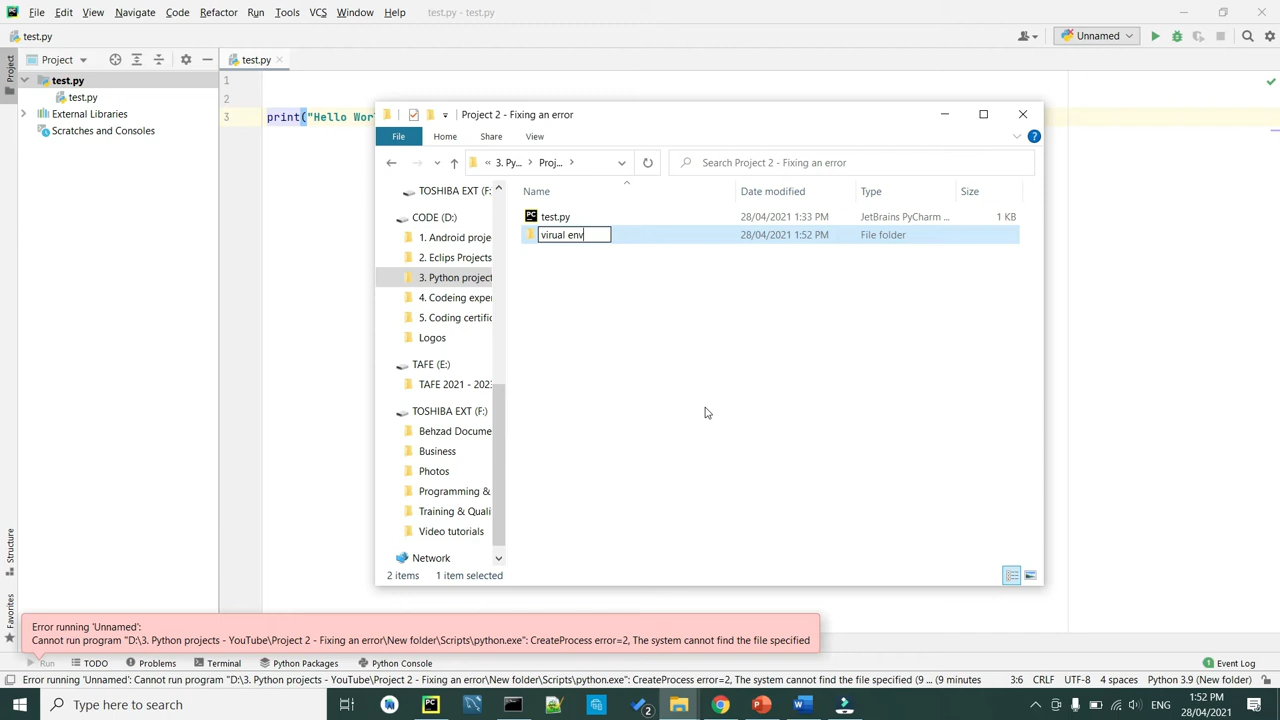 File Edit View Navigate Code Refactor Run Tools VCS Window Help test.py - test.py
test.py Unnamed
Project test.py
Project
test.py
test.py
External Libraries
Scratches and Consoles
1
2
3 print("Hello Wor
Project 2 - Fixing an error
File Home Share View
« 3. Py... › Proj... › Search Project 2 - Fixing an error
Name Date modified Type Size
test.py 28/04/2021 1:33 PM JetBrains PyCharm ... 1 KB
virual env 28/04/2021 1:52 PM File folder
TOSHIBA EXT (F:
CODE (D:)
1. Android proje
2. Eclips Projects
3. Python project
4. Codeing exper
5. Coding certific
Logos
TAFE (E:)
TAFE 2021 - 2023
TOSHIBA EXT (F:)
Behzad Docume
Business
Photos
Programming &
Training & Quali
Video tutorials
Network
2 items 1 item selected
Structure
Favorites
Error running 'Unnamed':
Cannot run program "D:\3. Python projects - YouTube\Project 2 - Fixing an error\New folder\Scripts\python.exe": CreateProcess error=2, The system cannot find the file specified
Run TODO Problems Terminal Python Packages Python Console Event Log
Error running 'Unnamed': Cannot run program "D:\3. Python projects - YouTube\Project 2 - Fixing an error\New folder\Scripts\python.exe": CreateProcess error=2, The system cannot find the file specified (9 ... (9 minutes 3:6 CRLF UTF-8 4 spaces Python 3.9 (New folder)
Type here to search 2 ENG 1:52 PM
28/04/2021